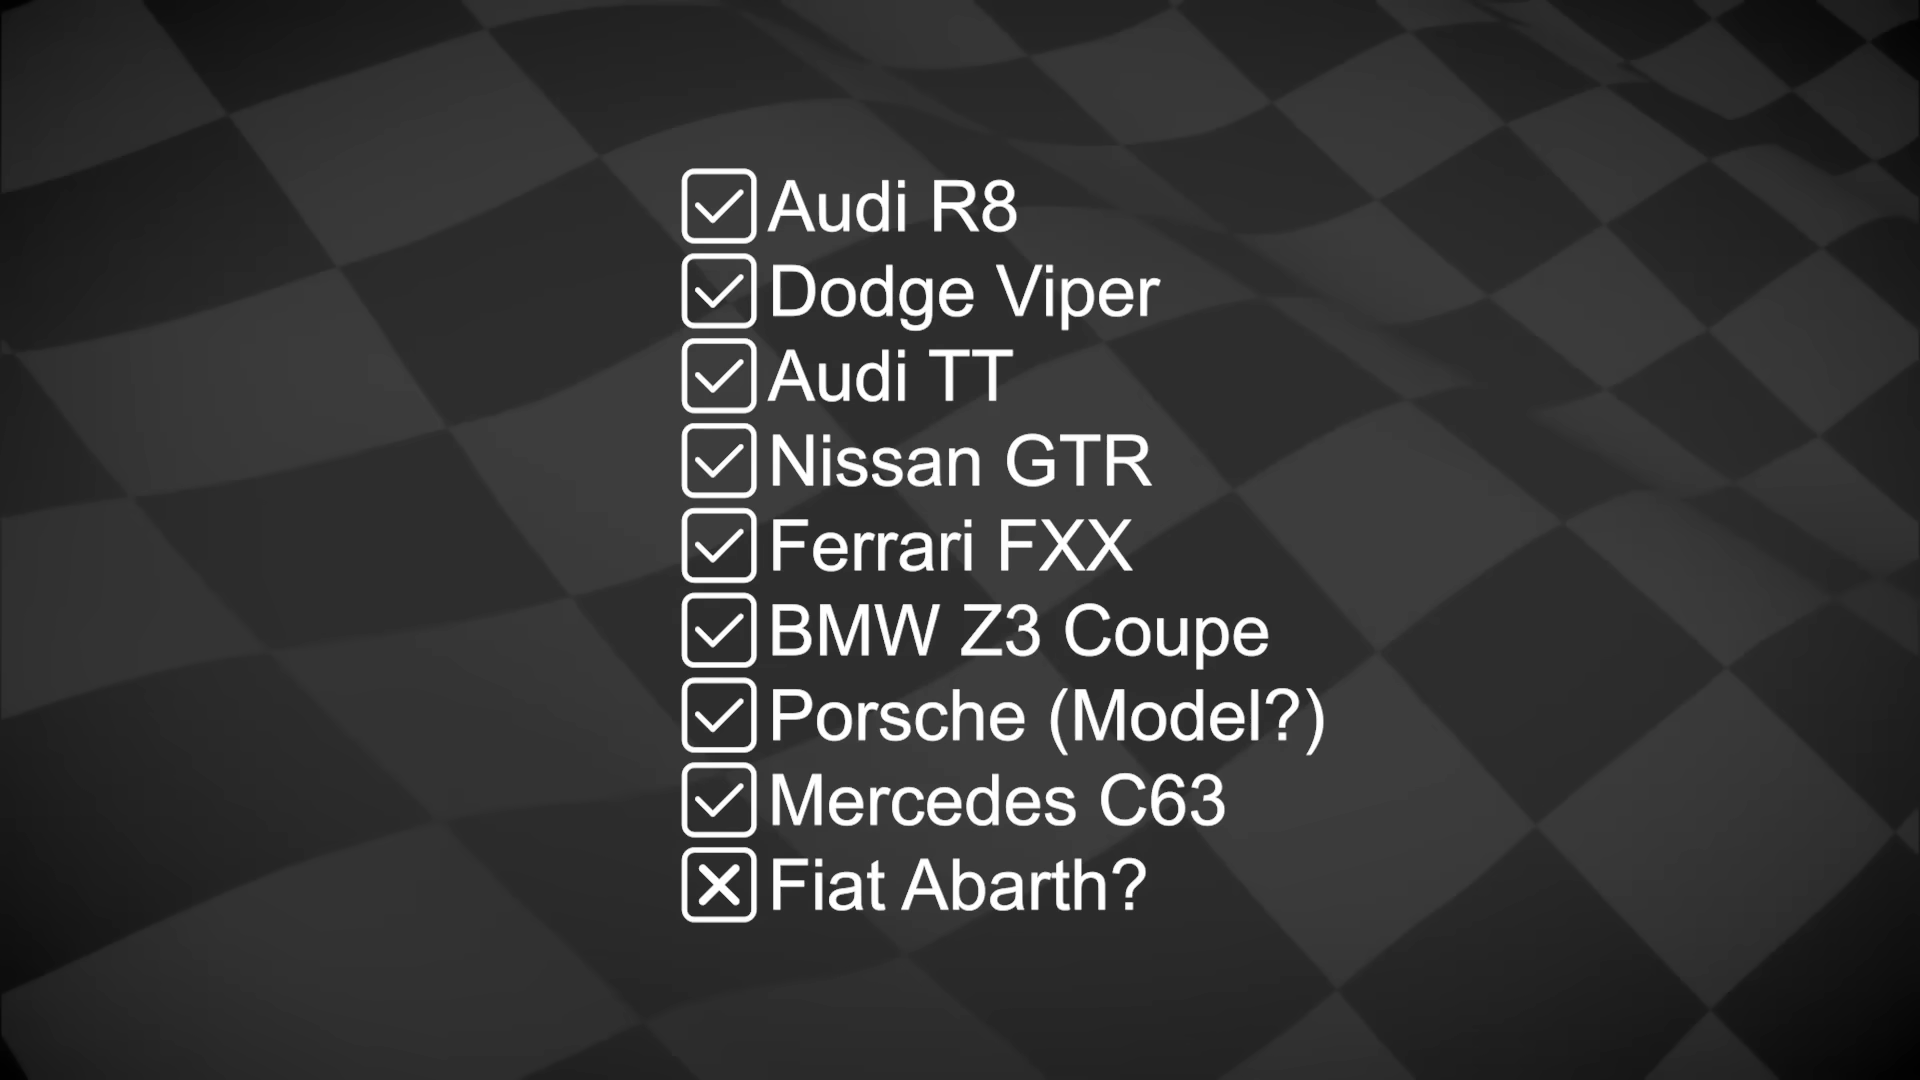 Audi R8
Dodge Viper
Audi TT
Nissan GTR
Ferrari FXX
BMW Z3 Coupe
Porsche (Model?)
Mercedes C63
Fiat Abarth?